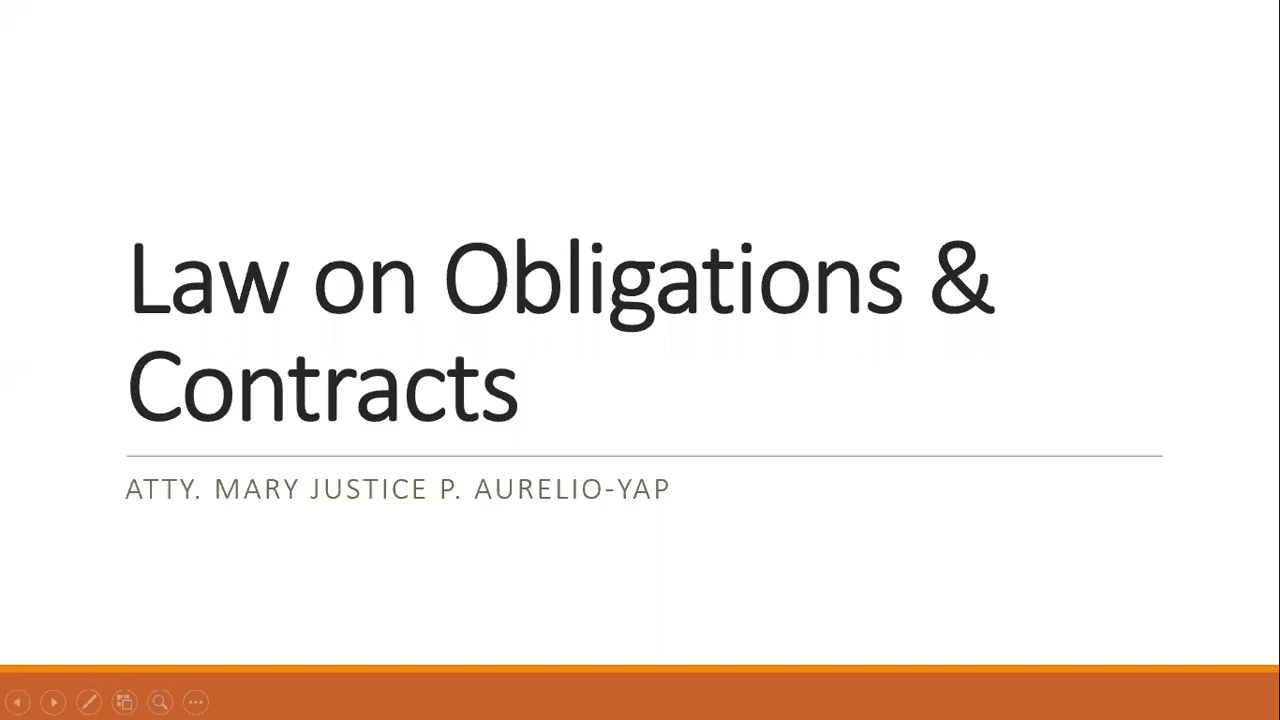 Law on Obligations &
Contracts
ATTY. MARY JUSTICE P. AURELIO-YAP